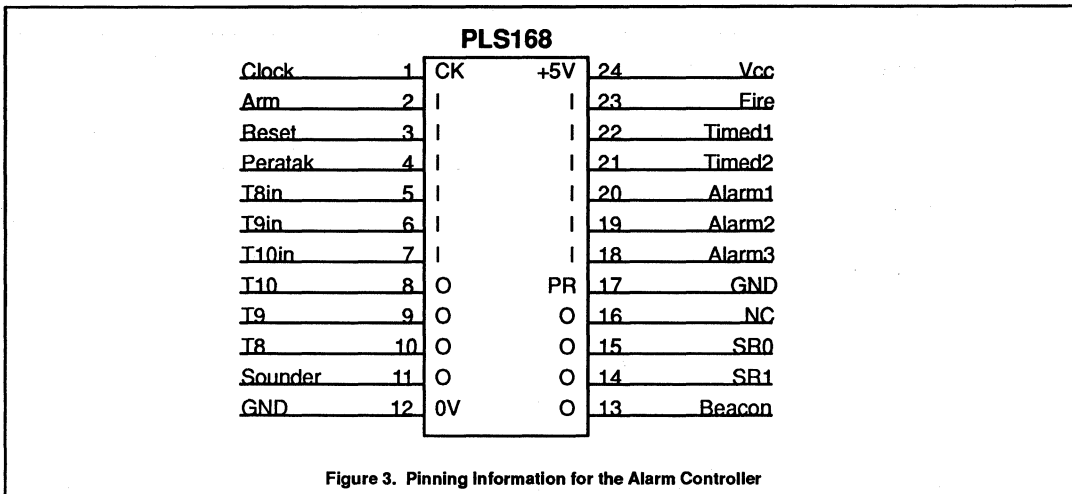 PLS168
Clock 1 CK +5V 24 Vcc
Arm 2 I I 23 Fire
Reset 3 I I 22 Timed1
Peratak 4 I I 21 Timed2
T8in 5 I I 20 Alarm1
T9in 6 I I 19 Alarm2
T10in 7 I I 18 Alarm3
T10 8 O PR 17 GND
T9 9 O O 16 NC
T8 10 O O 15 SR0
Sounder 11 O O 14 SR1
GND 12 0V O 13 Beacon
Figure 3. Pinning Information for the Alarm Controller